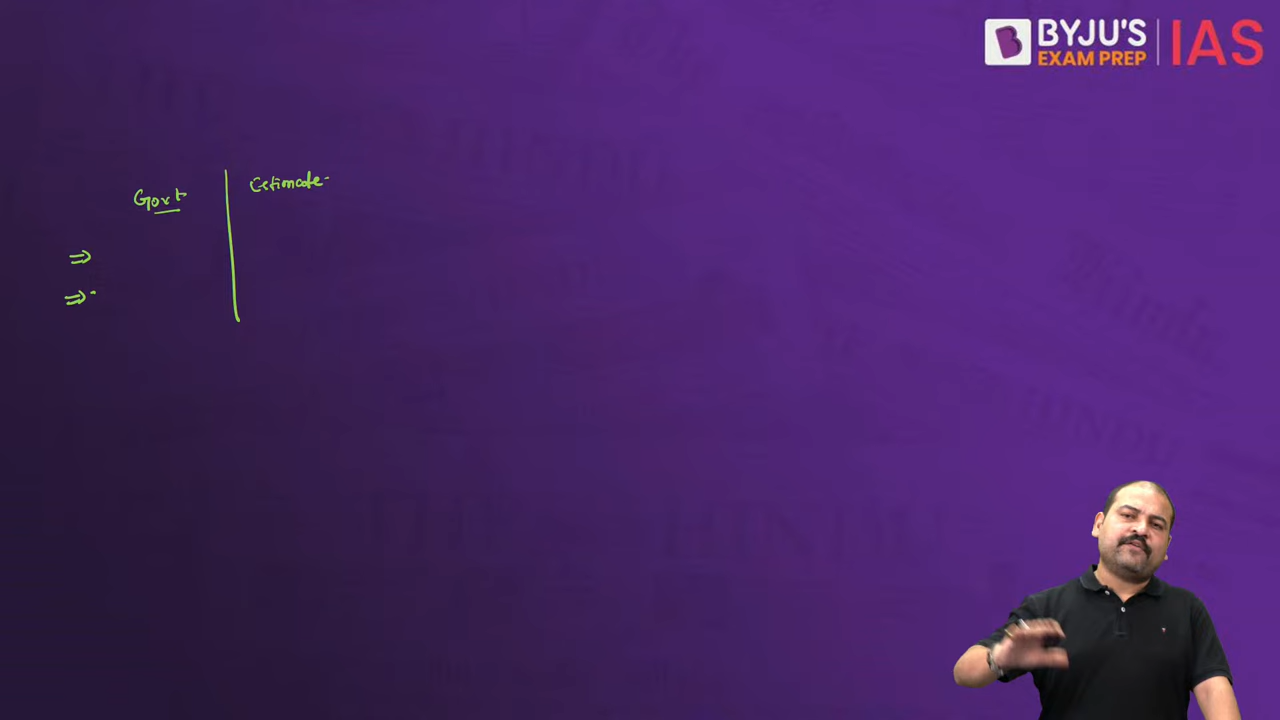 BYJU'S
EXAM PREP
IAS
Govt
Estimate
⇒
⇒